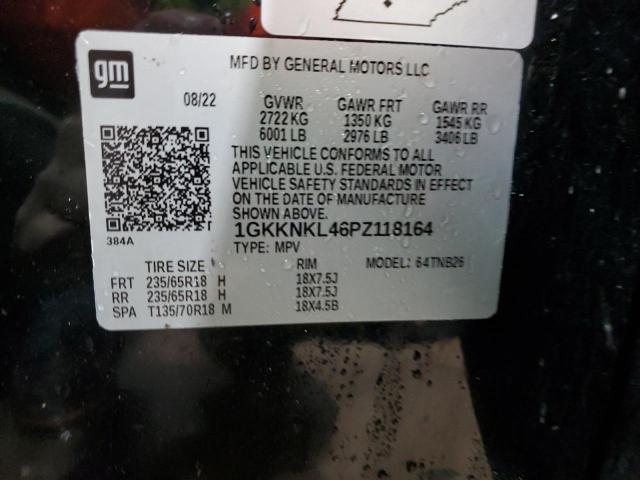 gm
MFD BY GENERAL MOTORS LLC
08/22 GVWR GAWR FRT GAWR RR
2722 KG 1350 KG 1545 KG
6001 LB 2976 LB 3406 LB
THIS VEHICLE CONFORMS TO ALL
APPLICABLE U.S. FEDERAL MOTOR
VEHICLE SAFETY STANDARDS IN EFFECT
ON THE DATE OF MANUFACTURE
SHOWN ABOVE.
384A
1GKKNKL46PZ118164
TYPE: MPV
TIRE SIZE RIM MODEL: 64TNB26
FRT 235/65R18 H 18X7.5J
RR 235/65R18 H 18X7.5J
SPA T135/70R18 M 18X4.5B